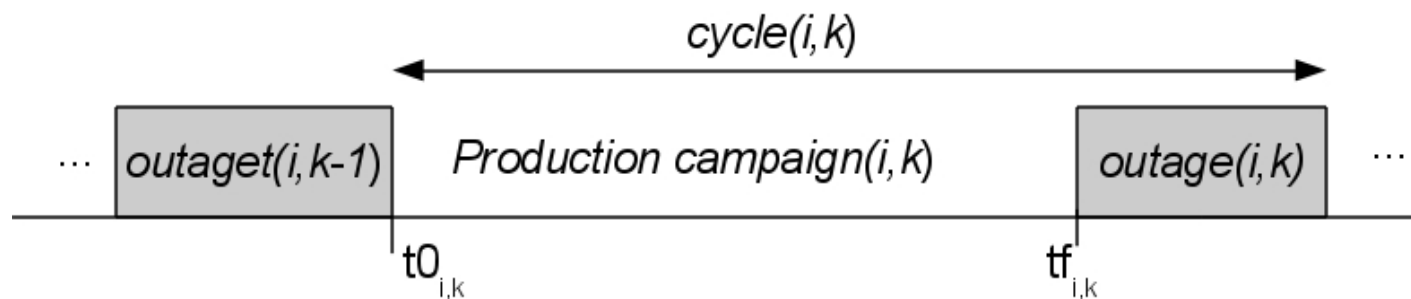 cycle(i,k)
... outaget(i,k-1) Production campaign(i,k) outage(i,k) ...
t0i,k tfi,k